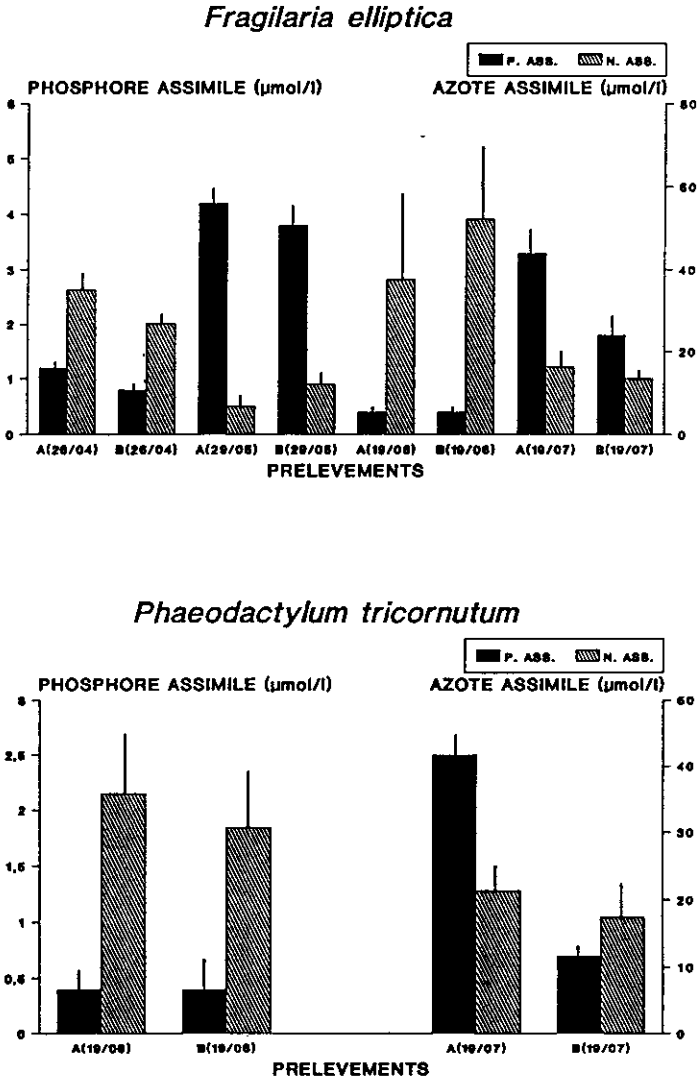 Fragilaria elliptica
P. ASS. N. ASS.
PHOSPHORE ASSIMILE (µmol/l) AZOTE ASSIMILE (µmol/l)
6 80
5
60
4
3 40
2
20
1
0 0
A(26/04) B(26/04) A(29/05) B(29/05) A(19/06) B(19/06) A(19/07) B(19/07)
PRELEVEMENTS
Phaeodactylum tricornutum
P. ASS. N. ASS.
PHOSPHORE ASSIMILE (µmol/l) AZOTE ASSIMILE (µmol/l)
3 60
2,5
50
40
2
30
1,5
20
1
0,5 10
0 0
A(19/06) B(19/06) A(19/07) B(19/07)
PRELEVEMENTS